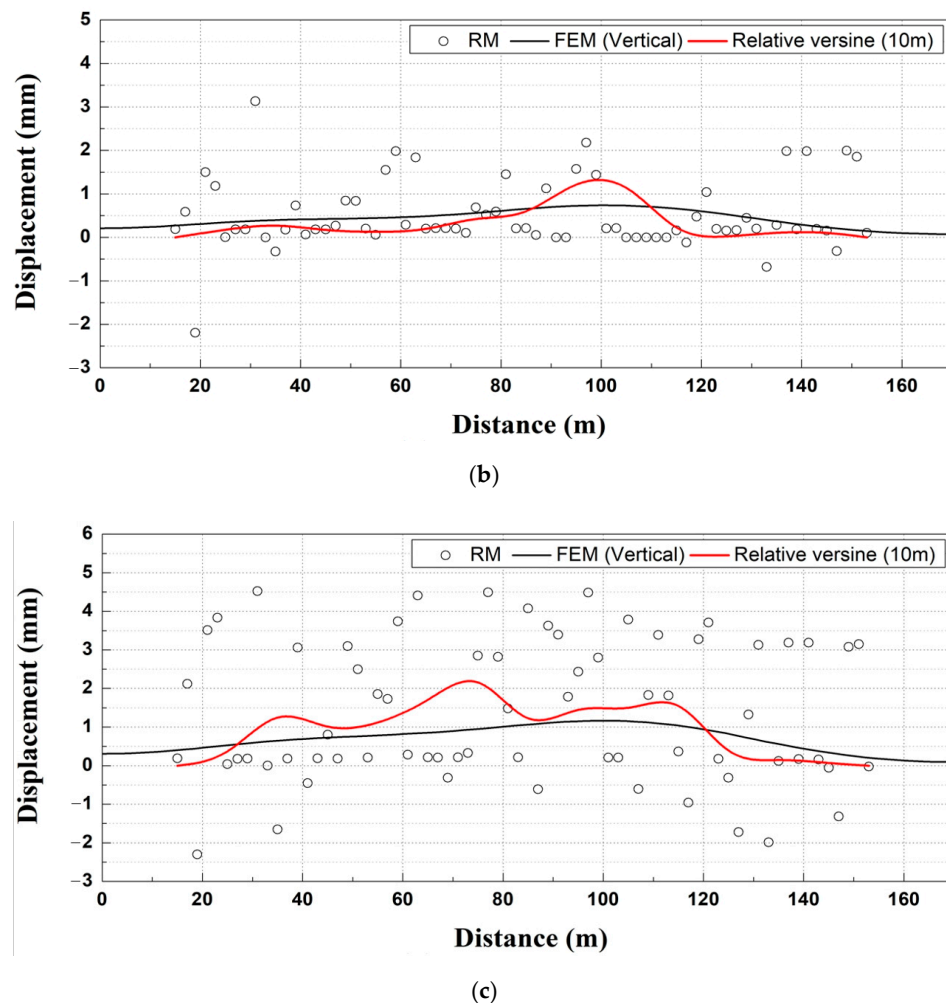 5
4
3
2
1
0
−1
−2
−3
RM FEM (Vertical) Relative versine (10m)
Displacement (mm)
0 20 40 60 80 100 120 140 160
Distance (m)
(b)
6
5
4
3
2
1
0
−1
−2
−3
RM FEM (Vertical) Relative versine (10m)
Displacement (mm)
0 20 40 60 80 100 120 140 160
Distance (m)
(c)